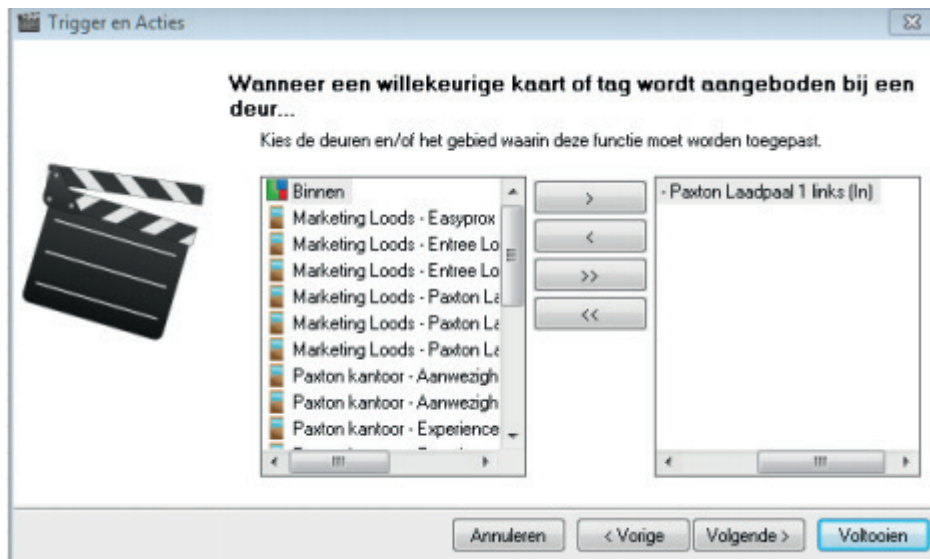 Trigger en Acties
Wanneer een willekeurige kaart of tag wordt aangeboden bij een
deur...
Kies de deuren en/of het gebied waarin deze functie moet worden toegepast.
Binnen
Marketing Loods - Easyprox
Marketing Loods - Entree Lo
Marketing Loods - Entree Lo
Marketing Loods - Paxton La
Marketing Loods - Paxton La
Marketing Loods - Paxton La
Paxton kantoor - Aanwezigh
Paxton kantoor - Aanwezigh
Paxton kantoor - Experience
>
<
>>
<<
- Paxton Laadpaal 1 links (In)
Annuleren
< Vorige
Volgende >
Voltooien